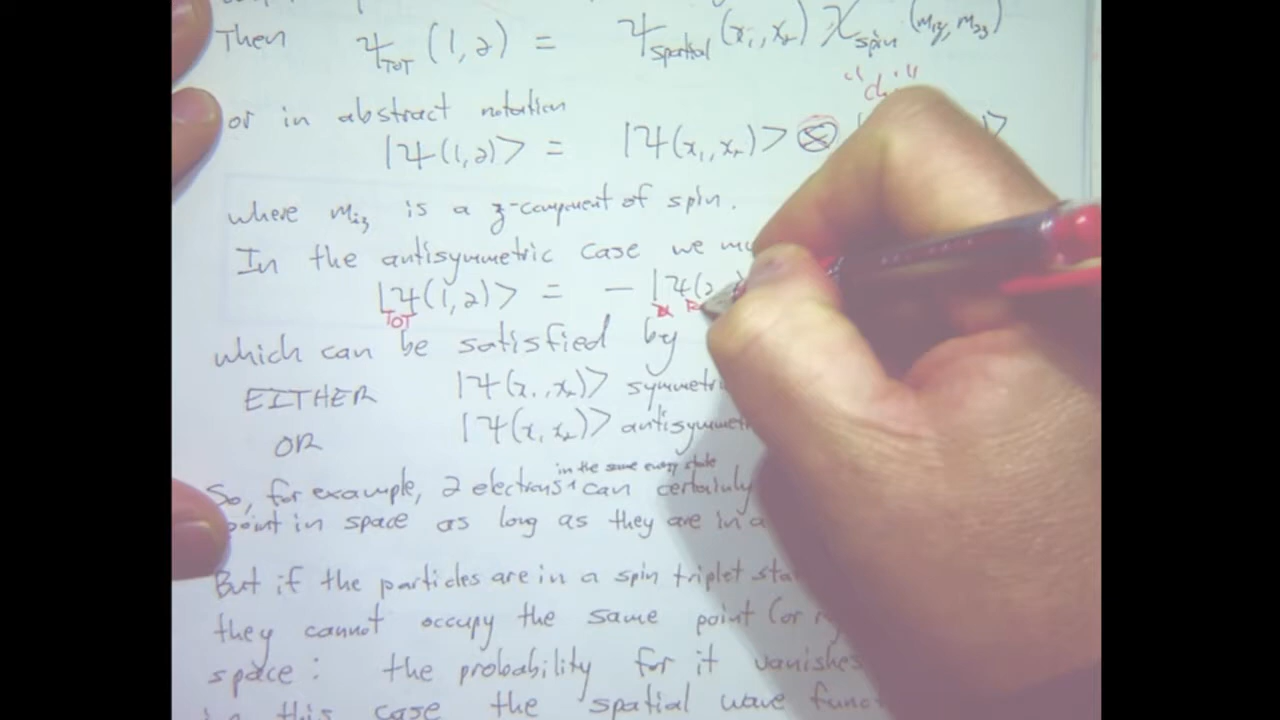 Then ψ_TOT (1,2) = ψ_spatial (x₁,x₂) χ_spin (m₁z, m₂z)
"chi"
or in abstract notation
|ψ(1,2)> = |ψ(x₁,x₂)> ⊗ |
where m_iz is a z-component of spin.
In the antisymmetric case we
|ψ(1,2)> = − |ψ(2,
TOT
which can be satisfied by
EITHER |ψ(x₁,x₂)> symmetric
OR |ψ(x₁,x₂)> antisymmet
in the same energy state
So, for example, 2 electrons can certainly
point in space as long as they are in a
But if the particles are in a spin triplet sta
they cannot occupy the same point (or
space: the probability for it vanishes
in this case the spatial wave func